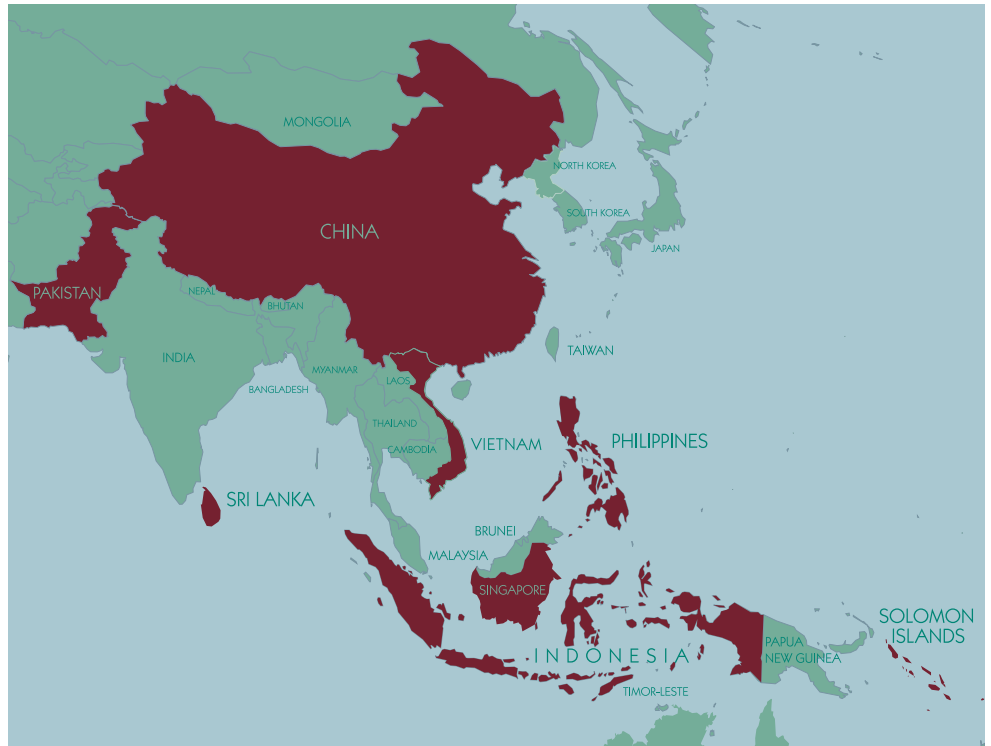 MONGOLIA
NORTH KOREA
SOUTH KOREA
CHINA
JAPAN
PAKISTAN
NEPAL
BHUTAN
TAIWAN
INDIA
MYANMAR
LAOS
BANGLADESH
THAILAND
PHILIPPINES
VIETNAM
CAMBODIA
SRI LANKA
BRUNEI
MALAYSIA
SINGAPORE
SOLOMON
ISLANDS
PAPUA
NEW GUINEA
INDONESIA
TIMOR-LESTE